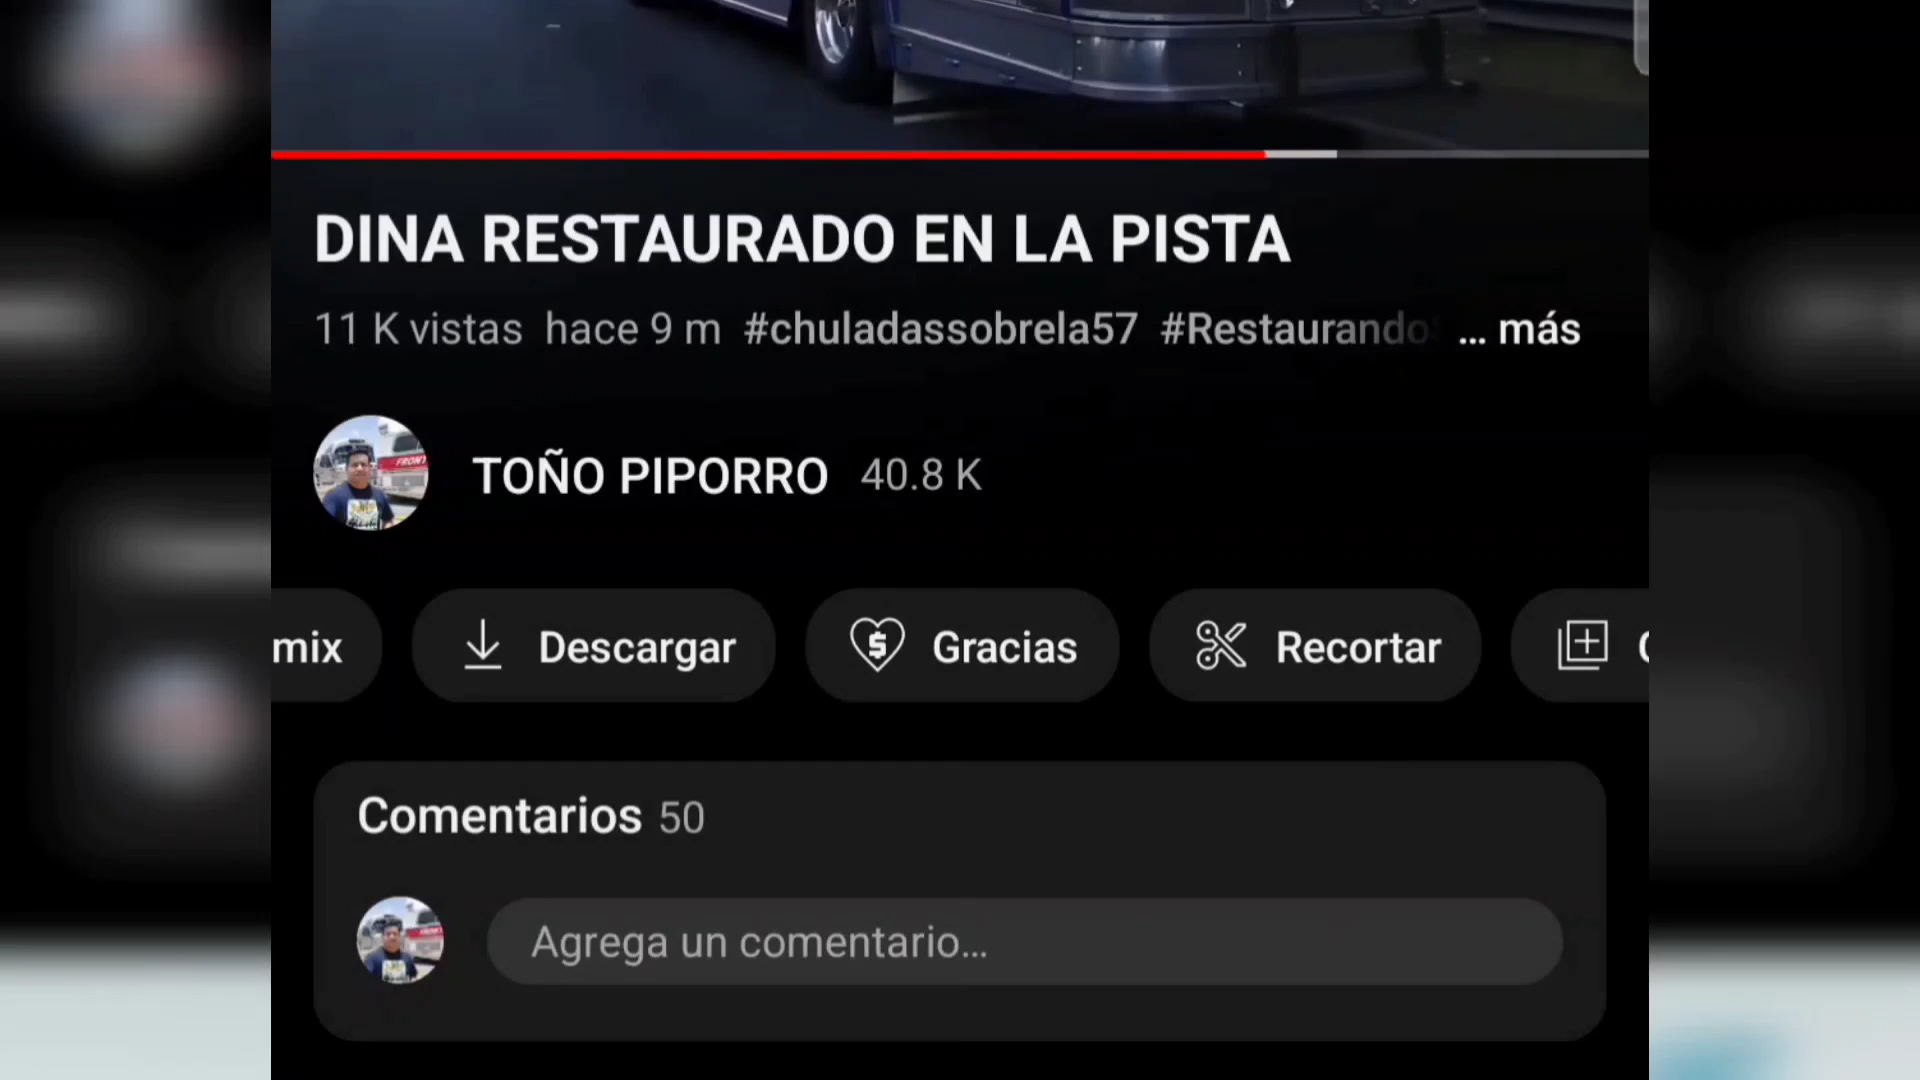 DINA RESTAURADO EN LA PISTA
11 K vistas hace 9 m #chuladassobrela57 #Restaurando ... más
TOÑO PIPORRO 40.8 K
mix Descargar Gracias Recortar
Comentarios 50
Agrega un comentario...